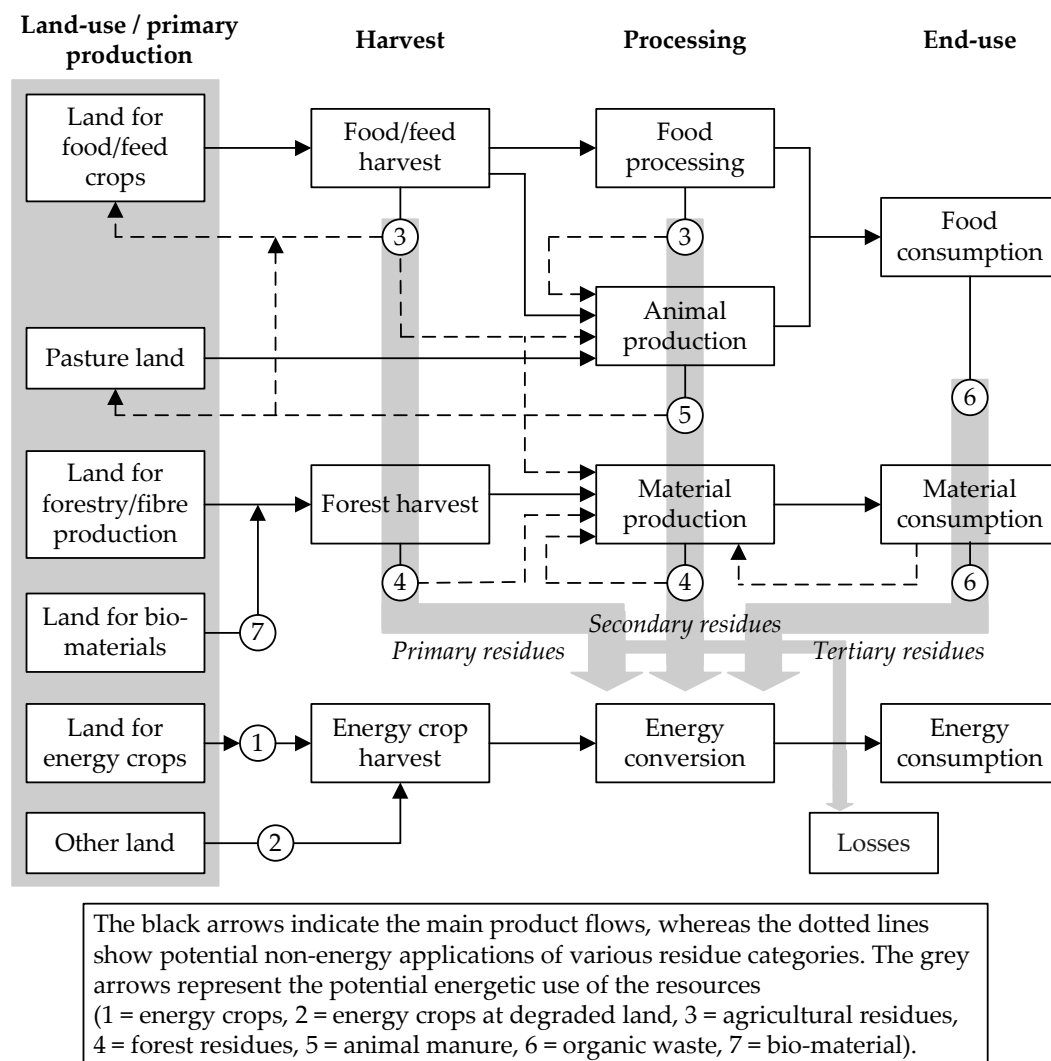 Land-use / primary
production
Harvest
Processing
End-use
Land for
food/feed
crops
Food/feed
harvest
Food
processing
3
3
Food
consumption
Animal
production
Pasture land
5
6
Land for
forestry/fibre
production
Forest harvest
Material
production
Material
consumption
4
4
6
Land for bio-
materials
7
Primary residues
Secondary residues
Tertiary residues
Land for
energy crops
1
Energy crop
harvest
Energy
conversion
Energy
consumption
Other land
2
Losses
The black arrows indicate the main product flows, whereas the dotted lines
show potential non-energy applications of various residue categories. The grey
arrows represent the potential energetic use of the resources
(1 = energy crops, 2 = energy crops at degraded land, 3 = agricultural residues,
4 = forest residues, 5 = animal manure, 6 = organic waste, 7 = bio-material).